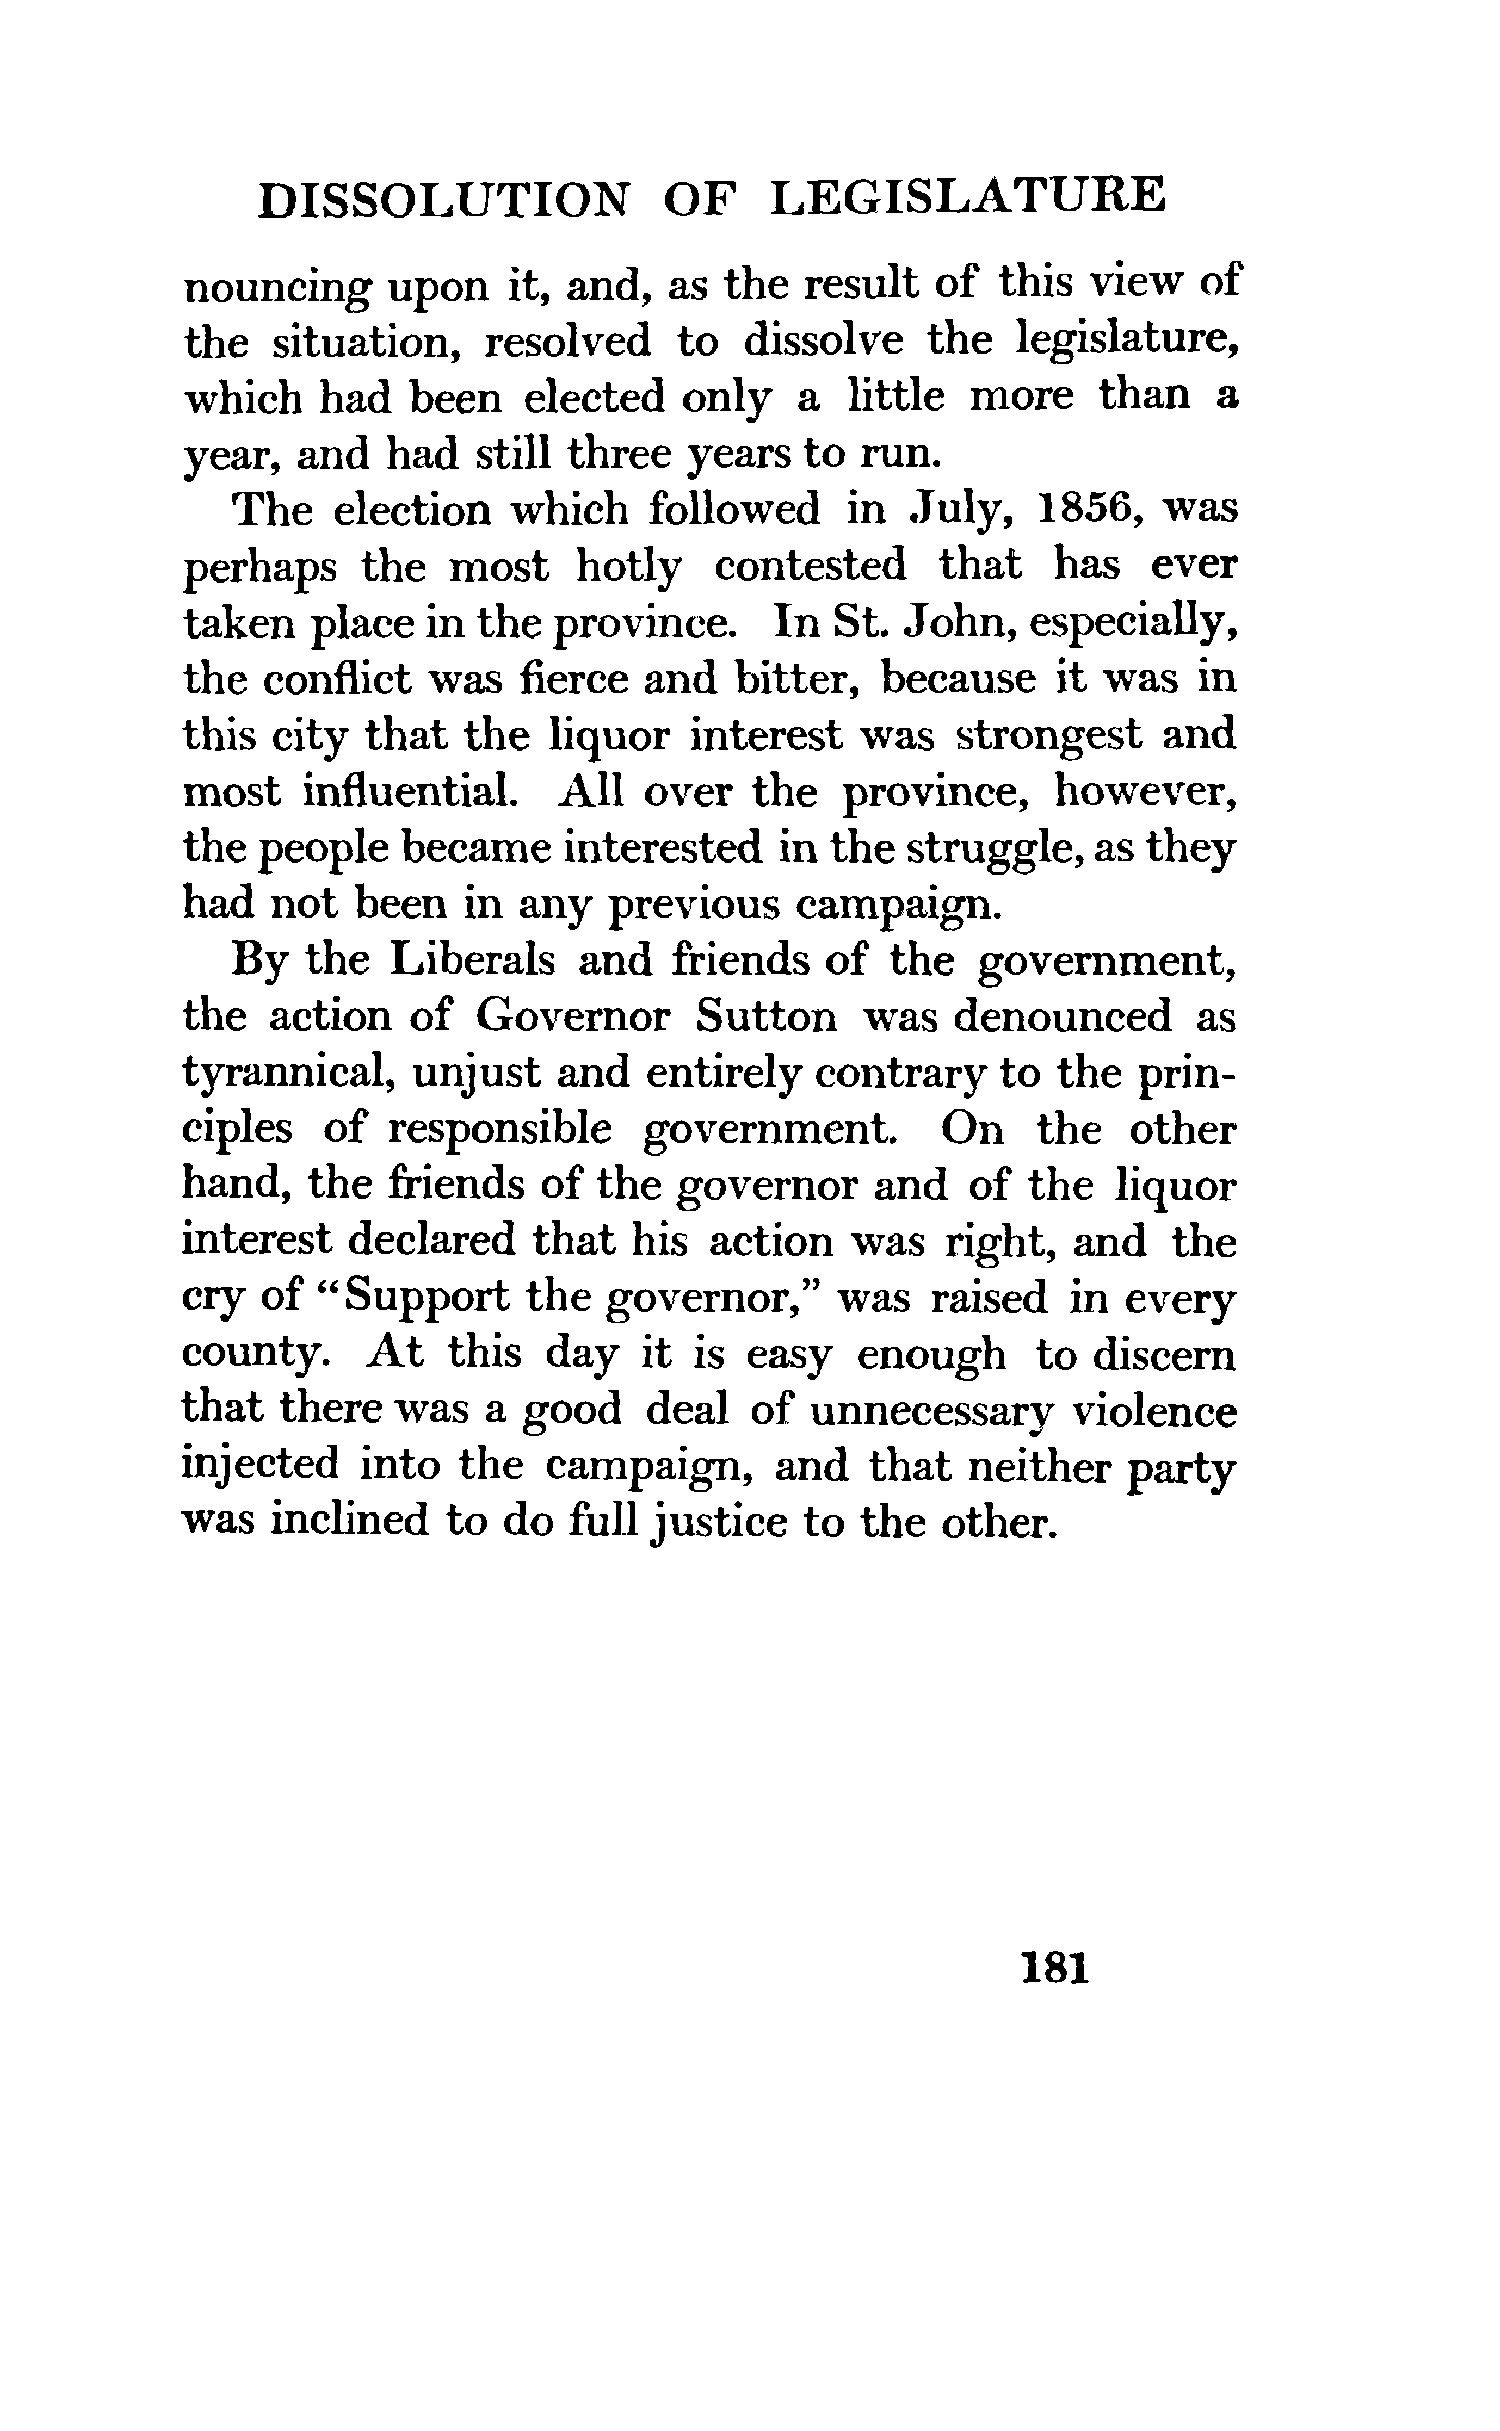 DISSOLUTION OF LEGISLATURE
nouncing upon it, and, as the result of this view of
the situation, resolved to dissolve the legislature,
which had been elected only a little more than a
year, and had still three years to run.
The election which followed in July, 1856, was
perhaps the most hotly contested that has ever
taken place in the province. In St. John, especially,
the conflict was fierce and bitter, because it was in
this city that the liquor interest was strongest and
most influential. All over the province, however,
the people became interested in the struggle, as they
had not been in any previous campaign.
By the Liberals and friends of the government,
the action of Governor Sutton was denounced as
tyrannical, unjust and entirely contrary to the prin-
ciples of responsible government. On the other
hand, the friends of the governor and of the liquor
interest declared that his action was right, and the
cry of "Support the governor," was raised in every
county. At this day it is easy enough to discern
that there was a good deal of unnecessary violence
injected into the campaign, and that neither party
was inclined to do full justice to the other.
181